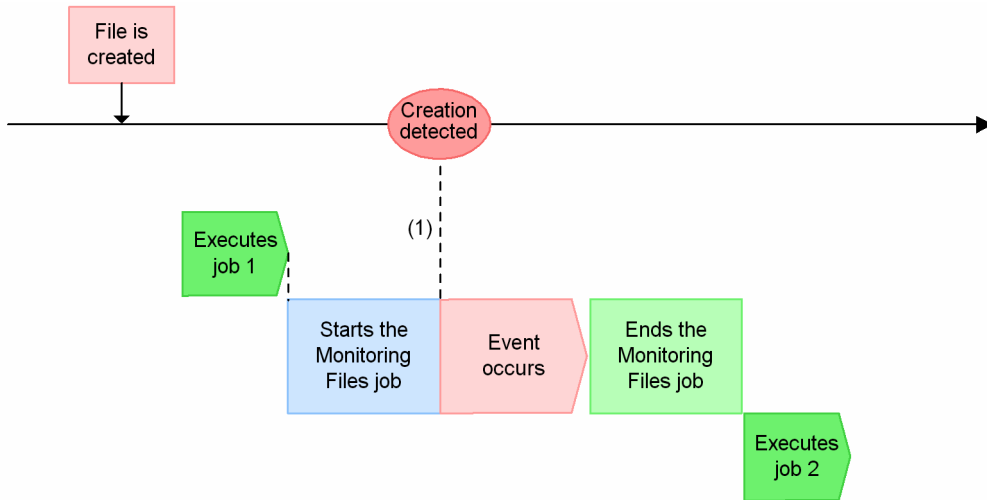 File is
created
Creation
detected
(1)
Executes
job 1
Starts the
Monitoring
Files job
Event
occurs
Ends the
Monitoring
Files job
Executes
job 2